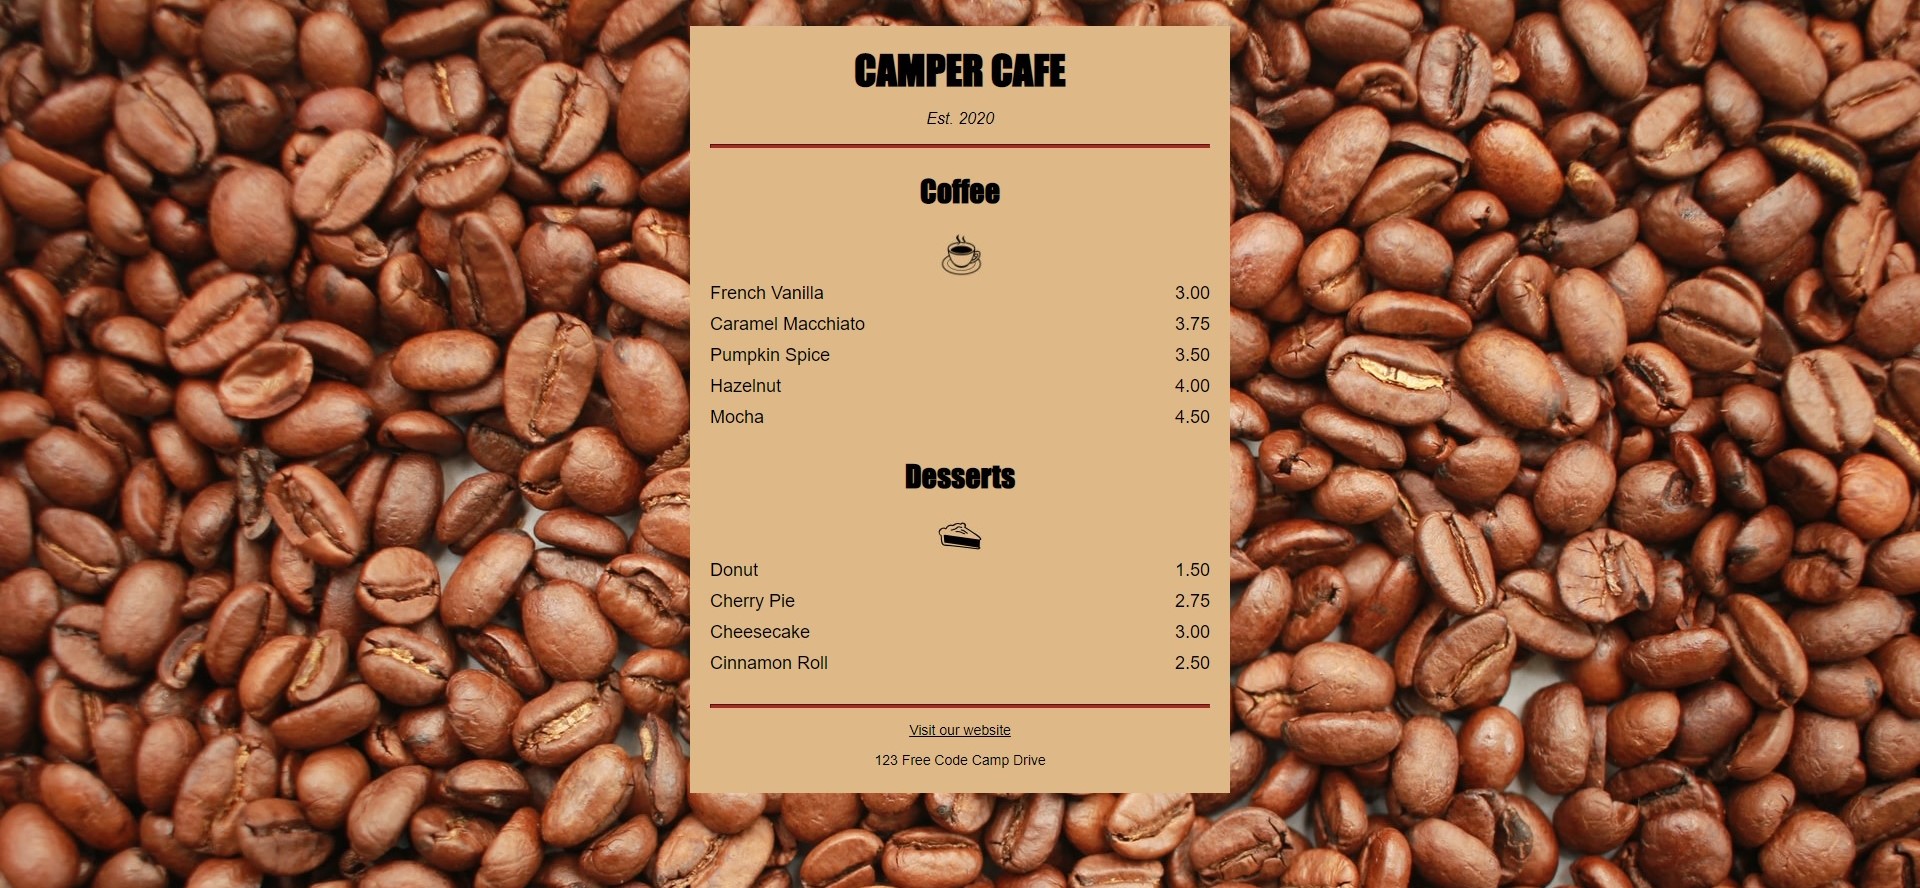 CAMPER CAFE
Est. 2020
Coffee
French Vanilla 3.00
Caramel Macchiato 3.75
Pumpkin Spice 3.50
Hazelnut 4.00
Mocha 4.50
Desserts
Donut 1.50
Cherry Pie 2.75
Cheesecake 3.00
Cinnamon Roll 2.50
Visit our website
123 Free Code Camp Drive